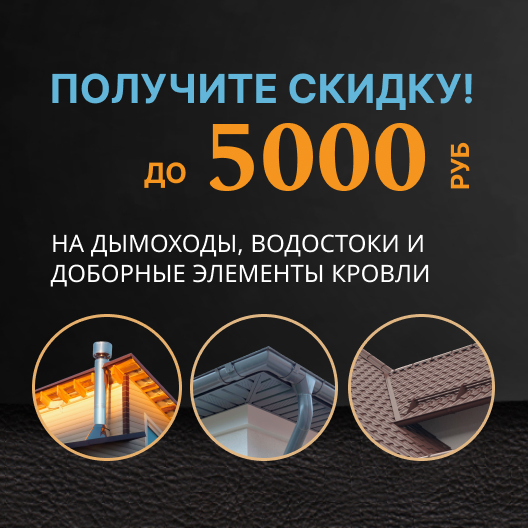 ПОЛУЧИТЕ СКИДКУ!
ДО 5000 РУБ
НА ДЫМОХОДЫ, ВОДОСТОКИ И
ДОБОРНЫЕ ЭЛЕМЕНТЫ КРОВЛИ